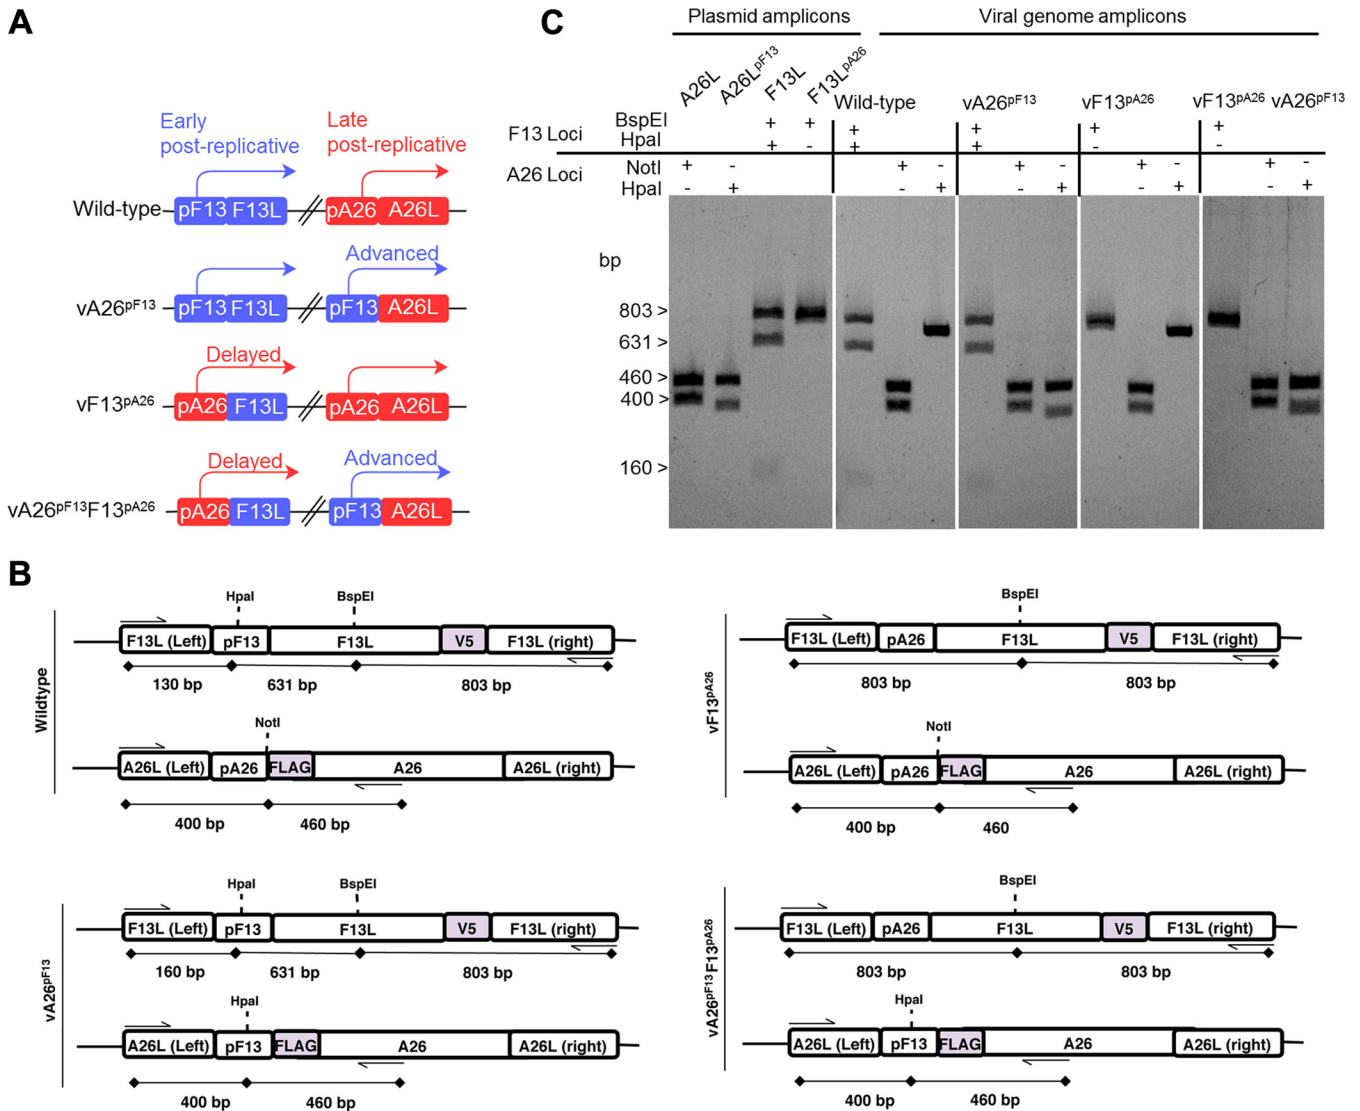 A
Early
post-replicative
Late
post-replicative
Wild-type
pF13 F13L
pA26 A26L
Advanced
vA26pF13
pF13 F13L
pF13 A26L
Delayed
vF13pA26
pA26 F13L
pA26 A26L
Delayed
Advanced
vA26pF13F13pA26
pA26 F13L
pF13 A26L
C
Plasmid amplicons
Viral genome amplicons
A26L
A26LpF13
F13L
F13LpA26
Wild-type
vA26pF13
vF13pA26
vF13pA26 vA26pF13
F13 Loci
BspEI + + + + + +
HpaI + - + + - -
A26 Loci
NotI + - + - + - + - + -
HpaI - + - + - + - + - +
bp
803 >
631 >
460 >
400 >
160 >
B
Wildtype
HpaI BspEI
F13L (Left) pF13 F13L V5 F13L (right)
130 bp 631 bp 803 bp
NotI
A26L (Left) pA26 FLAG A26 A26L (right)
400 bp 460 bp
vF13pA26
BspEI
F13L (Left) pA26 F13L V5 F13L (right)
803 bp 803 bp
NotI
A26L (Left) pA26 FLAG A26 A26L (right)
400 bp 460
vA26pF13
HpaI BspEI
F13L (Left) pF13 F13L V5 F13L (right)
160 bp 631 bp 803 bp
HpaI
A26L (Left) pF13 FLAG A26 A26L (right)
400 bp 460 bp
vA26pF13F13pA26
BspEI
F13L (Left) pA26 F13L V5 F13L (right)
803 bp 803 bp
HpaI
A26L (Left) pF13 FLAG A26 A26L (right)
400 bp 460 bp